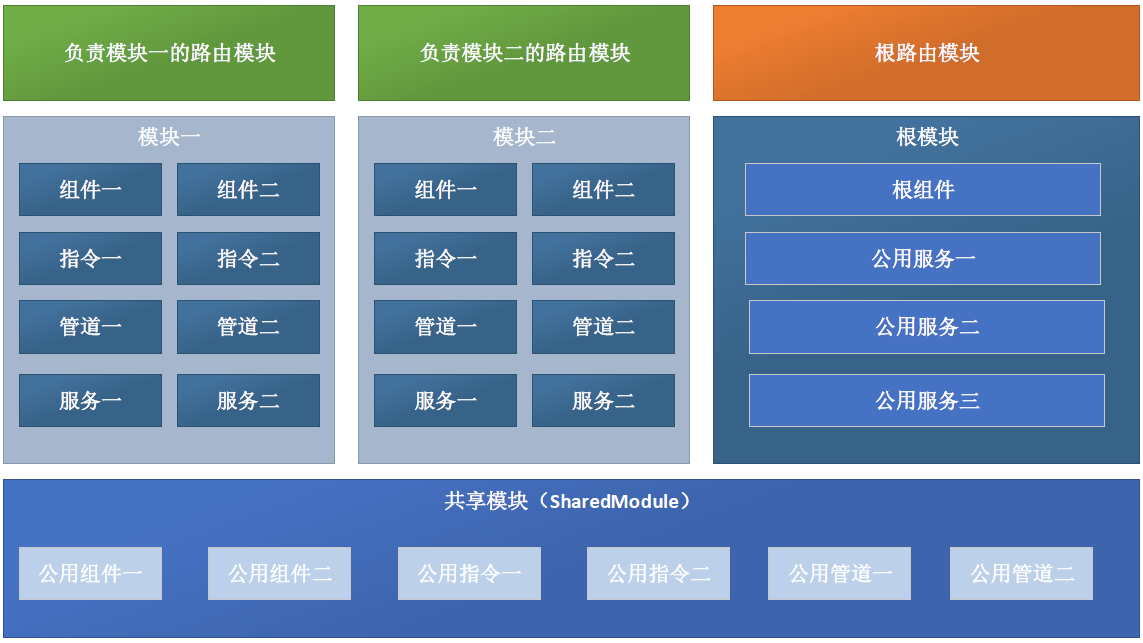 负责模块一的路由模块
负责模块二的路由模块
根路由模块
模块一
组件一
组件二
指令一
指令二
管道一
管道二
服务一
服务二
模块二
组件一
组件二
指令一
指令二
管道一
管道二
服务一
服务二
根模块
根组件
公用服务一
公用服务二
公用服务三
共享模块（SharedModule）
公用组件一
公用组件二
公用指令一
公用指令二
公用管道一
公用管道二